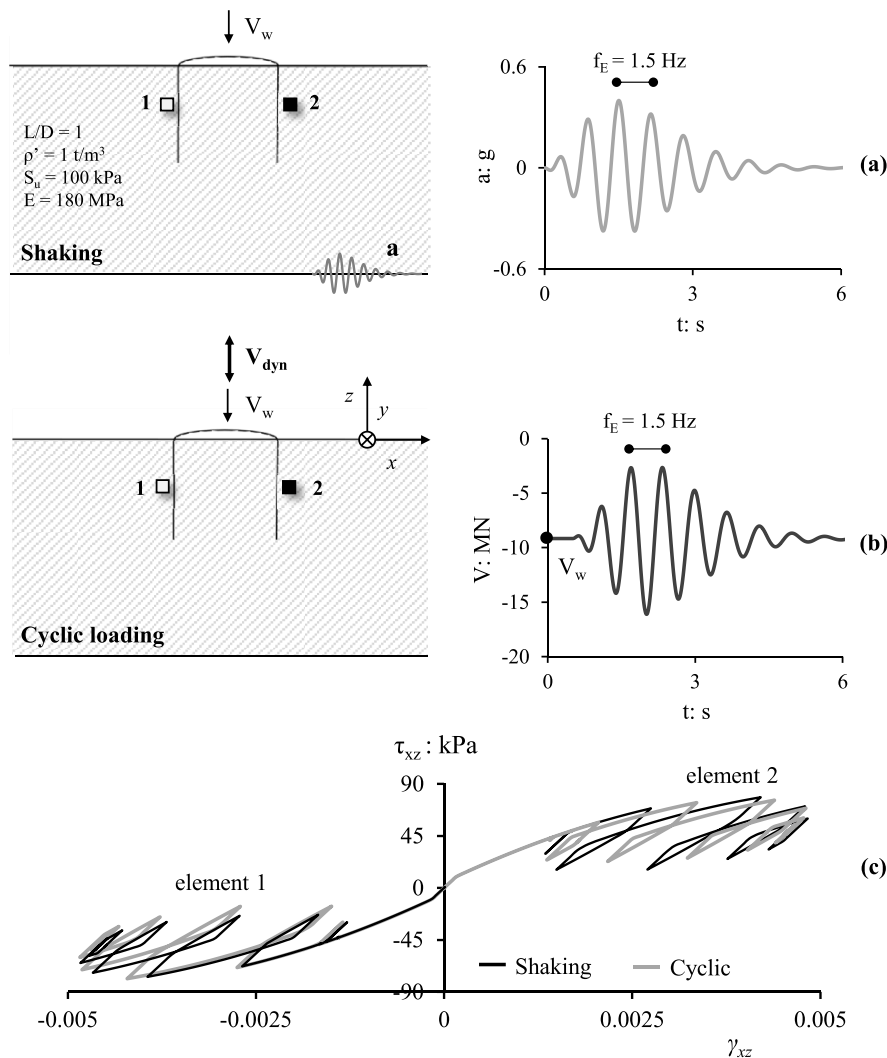 V_w
1
2
L/D = 1
ρ' = 1 t/m³
S_u = 100 kPa
E = 180 MPa
Shaking
a
f_E = 1.5 Hz
0.6
0
-0.6
a: g
0
3
6
t: s
(a)
V_dyn
V_w
z
y
x
1
2
Cyclic loading
f_E = 1.5 Hz
0
-5
-10
-15
-20
V: MN
V_w
0
3
6
t: s
(b)
τ_xz : kPa
90
45
0
-45
-90
element 2
element 1
Shaking
Cyclic
-0.005
-0.0025
0
0.0025
0.005
γ_xz
(c)